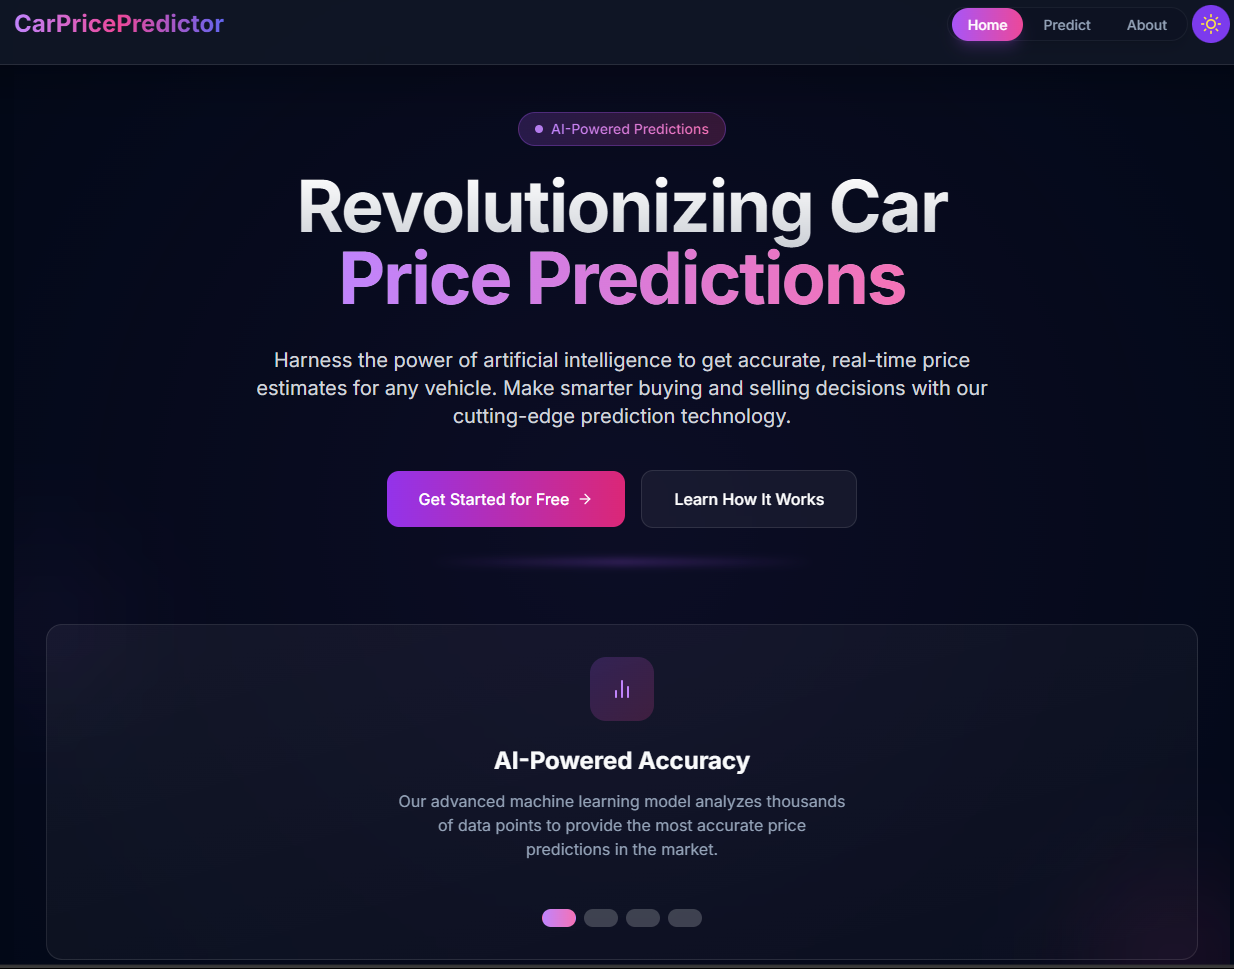 CarPricePredictor
Home
Predict
About
AI-Powered Predictions
Revolutionizing Car
Price Predictions
Harness the power of artificial intelligence to get accurate, real-time price
estimates for any vehicle. Make smarter buying and selling decisions with our
cutting-edge prediction technology.
Get Started for Free →
Learn How It Works
AI-Powered Accuracy
Our advanced machine learning model analyzes thousands
of data points to provide the most accurate price
predictions in the market.